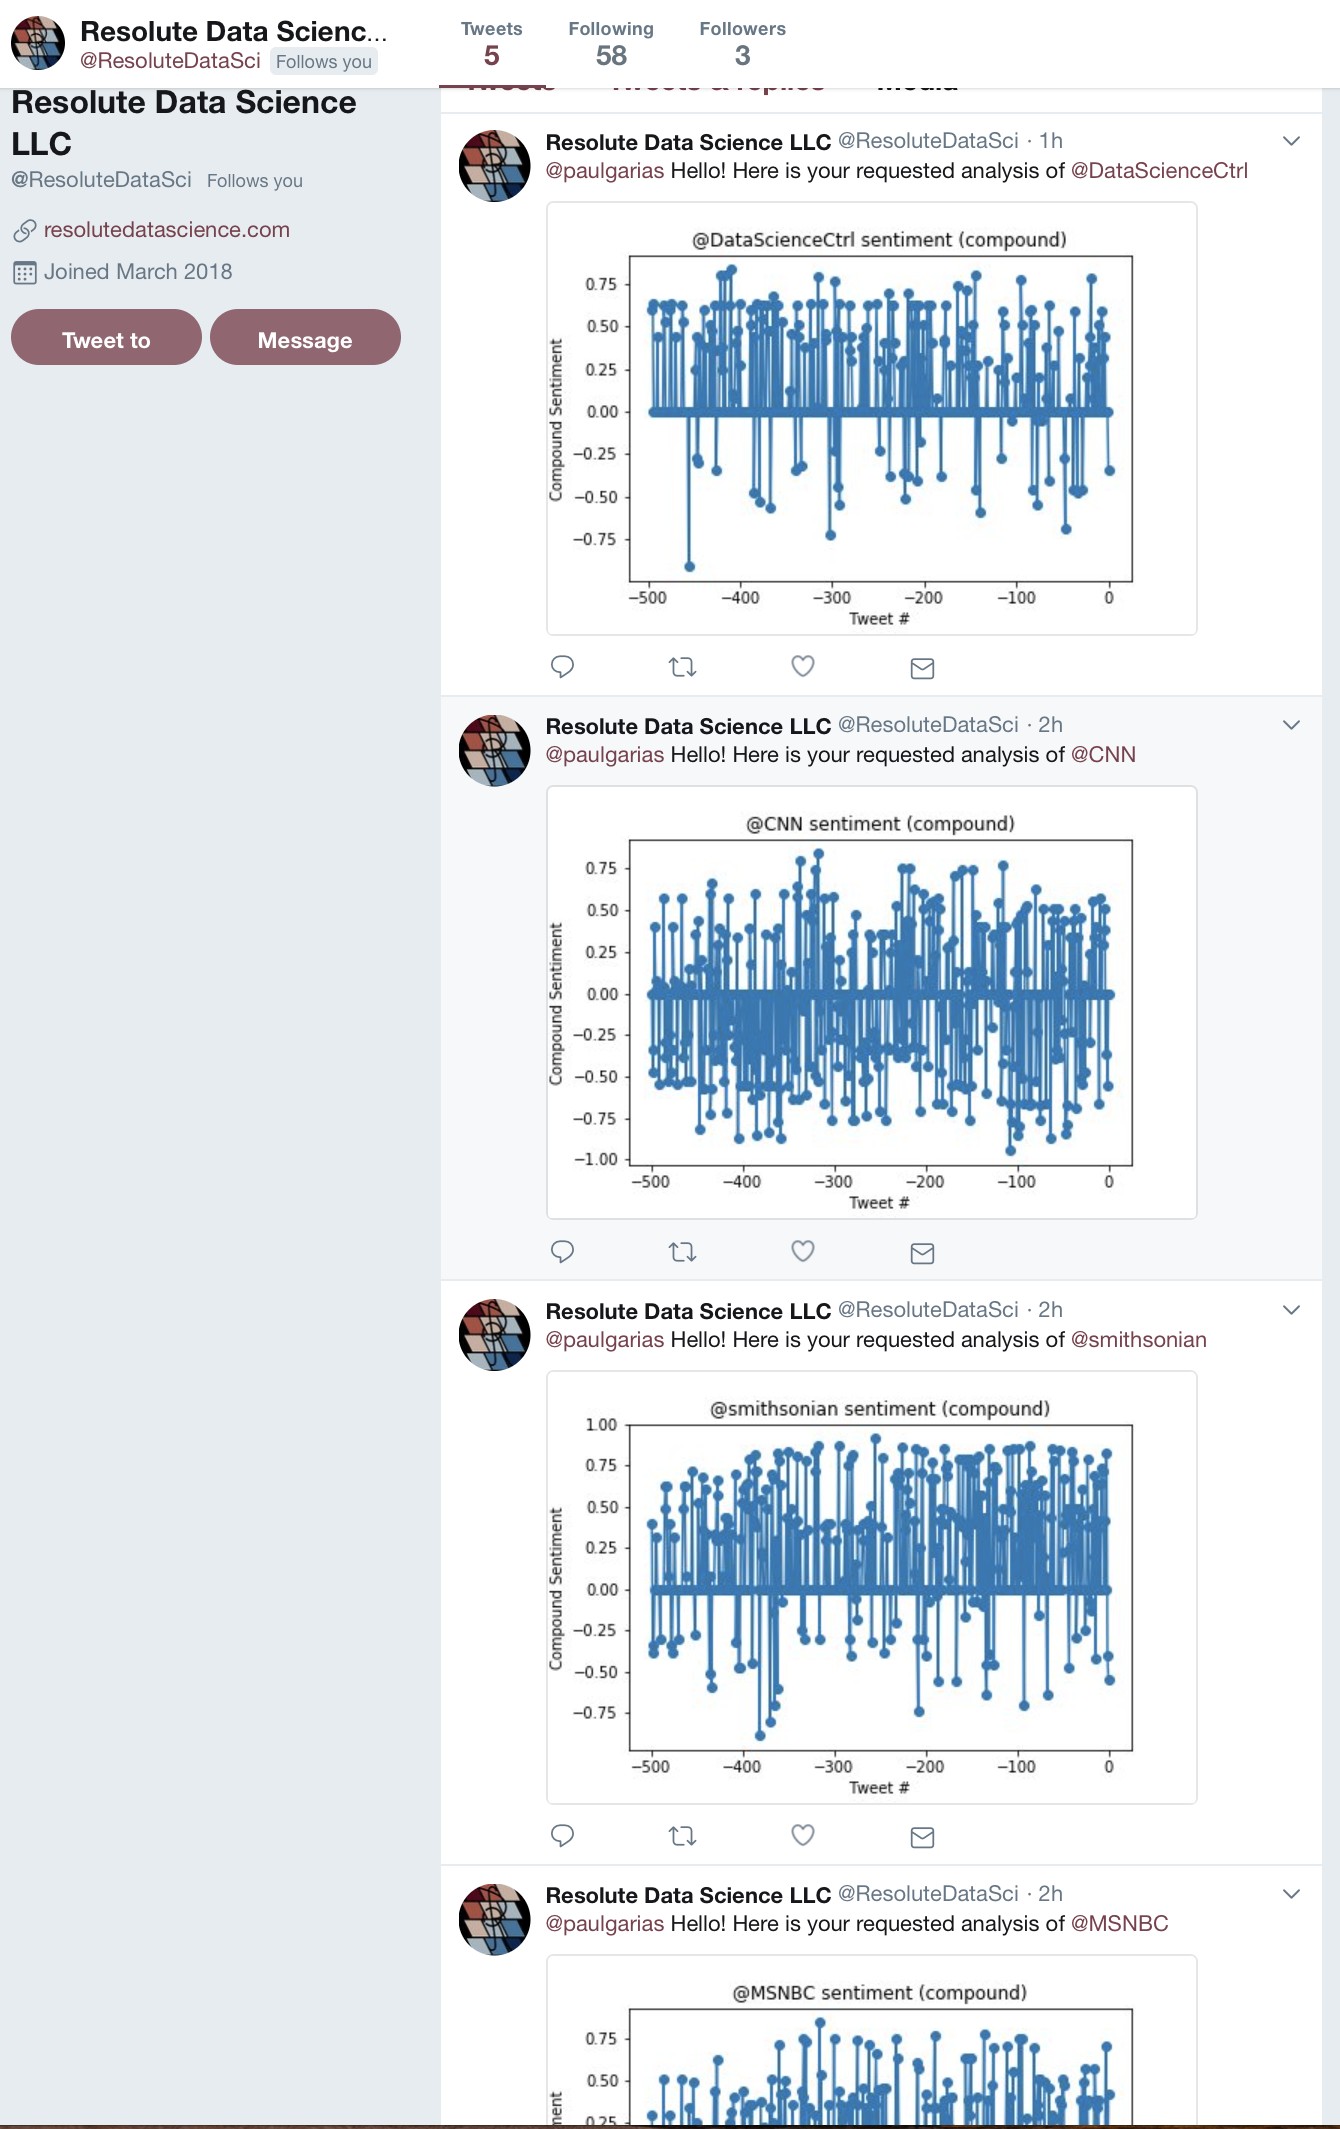 Resolute Data Scienc...
@ResoluteDataSci Follows you
Tweets Following Followers
5 58 3
Tweets Tweets & replies Media
Resolute Data Science
LLC
@ResoluteDataSci Follows you
resolutedatascience.com
Joined March 2018
Tweet to Message
Resolute Data Science LLC @ResoluteDataSci · 1h
@paulgarias Hello! Here is your requested analysis of @DataScienceCtrl
@DataScienceCtrl sentiment (compound)
Compound Sentiment
0.75
0.50
0.25
0.00
−0.25
−0.50
−0.75
−500 −400 −300 −200 −100 0
Tweet #
Resolute Data Science LLC @ResoluteDataSci · 2h
@paulgarias Hello! Here is your requested analysis of @CNN
@CNN sentiment (compound)
Compound Sentiment
0.75
0.50
0.25
0.00
−0.25
−0.50
−0.75
−1.00
−500 −400 −300 −200 −100 0
Tweet #
Resolute Data Science LLC @ResoluteDataSci · 2h
@paulgarias Hello! Here is your requested analysis of @smithsonian
@smithsonian sentiment (compound)
Compound Sentiment
1.00
0.75
0.50
0.25
0.00
−0.25
−0.50
−0.75
−500 −400 −300 −200 −100 0
Tweet #
Resolute Data Science LLC @ResoluteDataSci · 2h
@paulgarias Hello! Here is your requested analysis of @MSNBC
@MSNBC sentiment (compound)
0.75
0.50
0.25